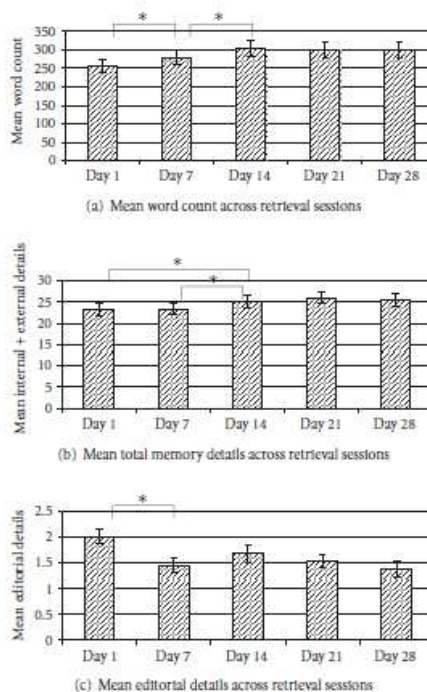 * *
Mean word count
350
300
250
200
150
100
50
0
Day 1 Day 7 Day 14 Day 21 Day 28
(a) Mean word count across retrieval sessions
*
*
Mean internal + external details
30
25
20
15
10
5
0
Day 1 Day 7 Day 14 Day 21 Day 28
(b) Mean total memory details across retrieval sessions
*
Mean editorial details
2.5
2
1.5
1
0.5
0
Day 1 Day 7 Day 14 Day 21 Day 28
(c) Mean editorial details across retrieval sessions